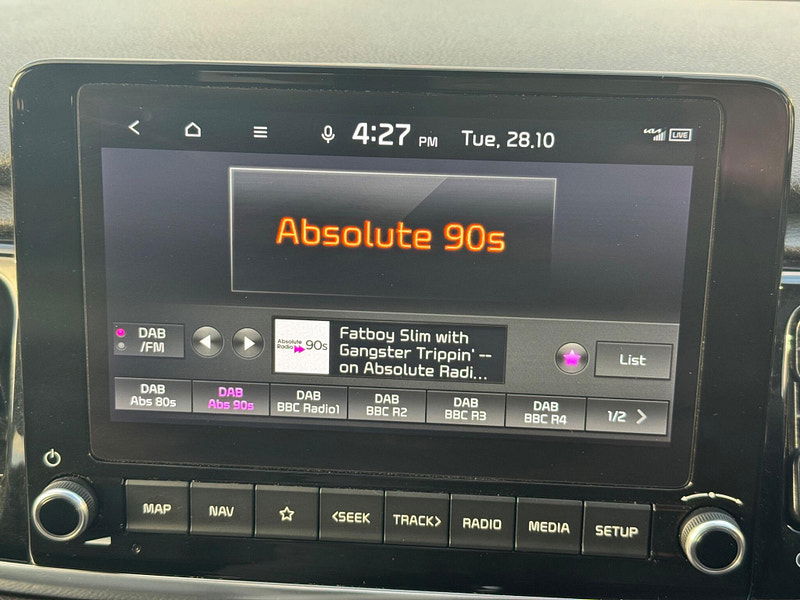 4:27 PM Tue, 28.10 LIVE
Absolute 90s
DAB
/FM
Absolute
Radio 90s
Fatboy Slim with
Gangster Trippin' --
on Absolute Radi...
List
DAB
Abs 80s
DAB
Abs 90s
DAB
BBC Radio1
DAB
BBC R2
DAB
BBC R3
DAB
BBC R4
1/2 >
MAP NAV <SEEK TRACK> RADIO MEDIA SETUP